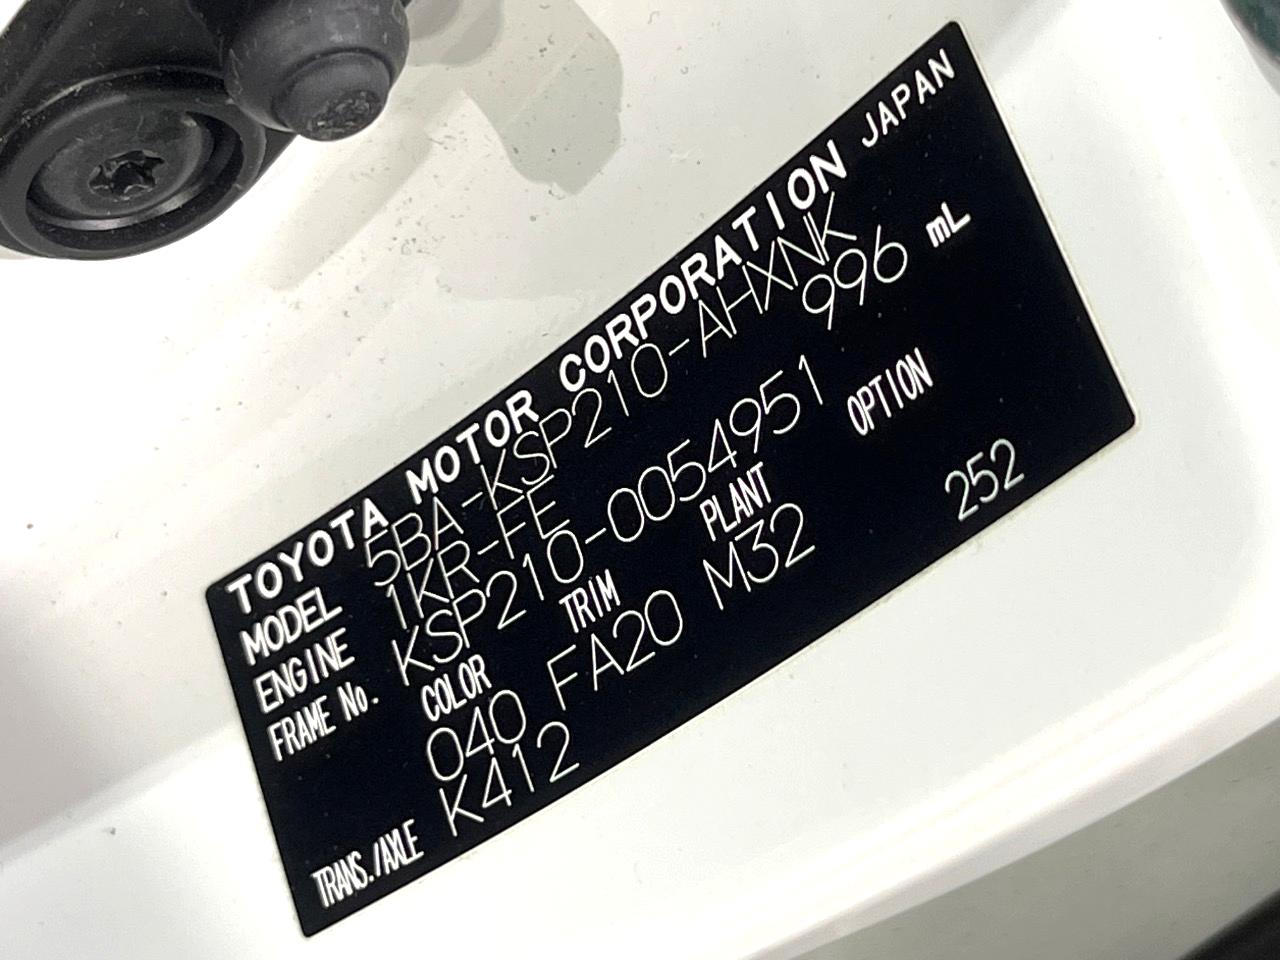 TOYOTA MOTOR CORPORATION JAPAN
MODEL 5BA-KSP210-AHXNK
ENGINE 1KR-FE 996 mL
FRAME No. KSP210-0054951
COLOR TRIM PLANT OPTION
040 FA20 M32 252
TRANS./AXLE K412